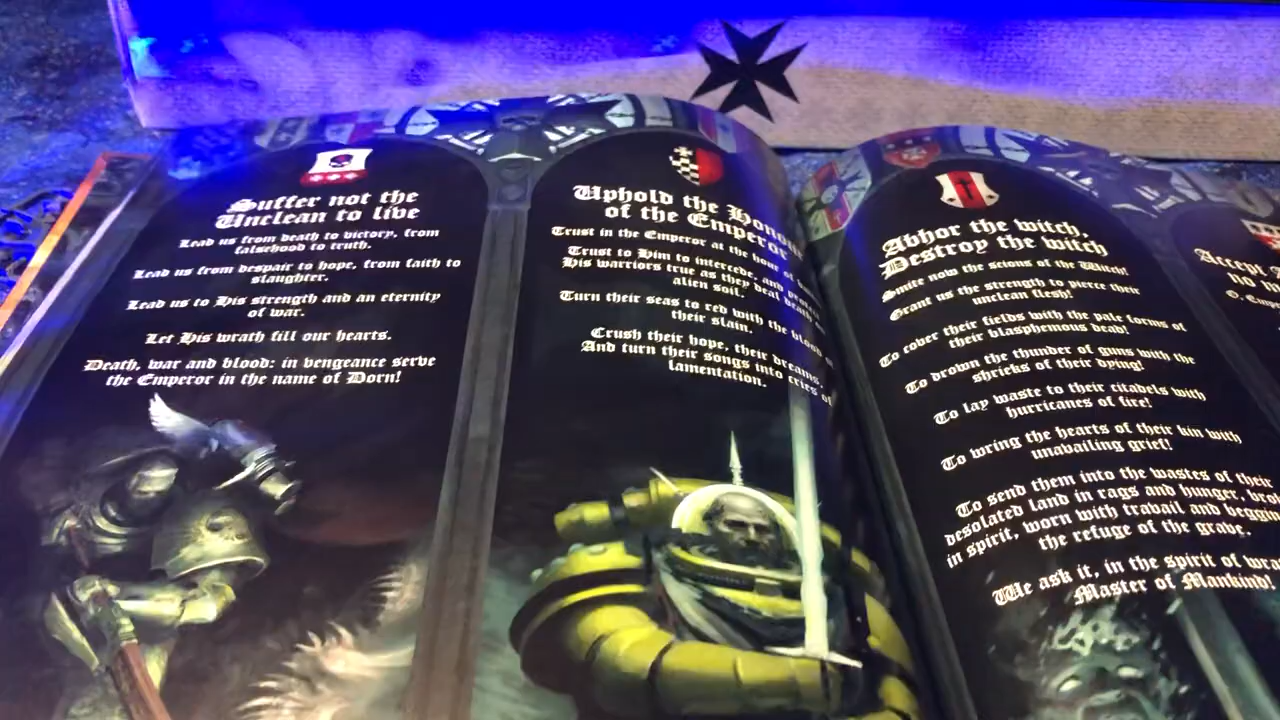 Suffer not the
Unclean to live
Lead us from death to victory, from
falsehood to truth.
Lead us from despair to hope, from faith to
slaughter.
Lead us to His strength and an eternity
of war.
Let His wrath fill our hearts.
Death, war and blood: in vengeance serve
the Emperor in the name of Dorn!
Uphold the Honour
of the Emperor
Trust in the Emperor at the hour of
Trust to Him to intercede, and protect
His warriors true as they deal death on
alien soil.
Turn their seas to red with the blood of
their slain.
Crush their hope, their dreams.
And turn their songs into cries of
lamentation.
Abhor the witch,
Destroy the witch
Smite now the scions of the Witch!
Grant us the strength to pierce their
unclean flesh!
To cover their fields with the pale forms of
their blasphemous dead!
To drown the thunder of guns with the
shrieks of their dying!
To lay waste to their citadels with
hurricanes of fire!
To wring the hearts of their kin with
unavailing grief!
To send them into the wastes of their
desolated land in rags and hunger,
in spirit, worn with travail and
the refuge of the grave.
We ask it, in the spirit of
Master of Mankind!
Accept
no
O,